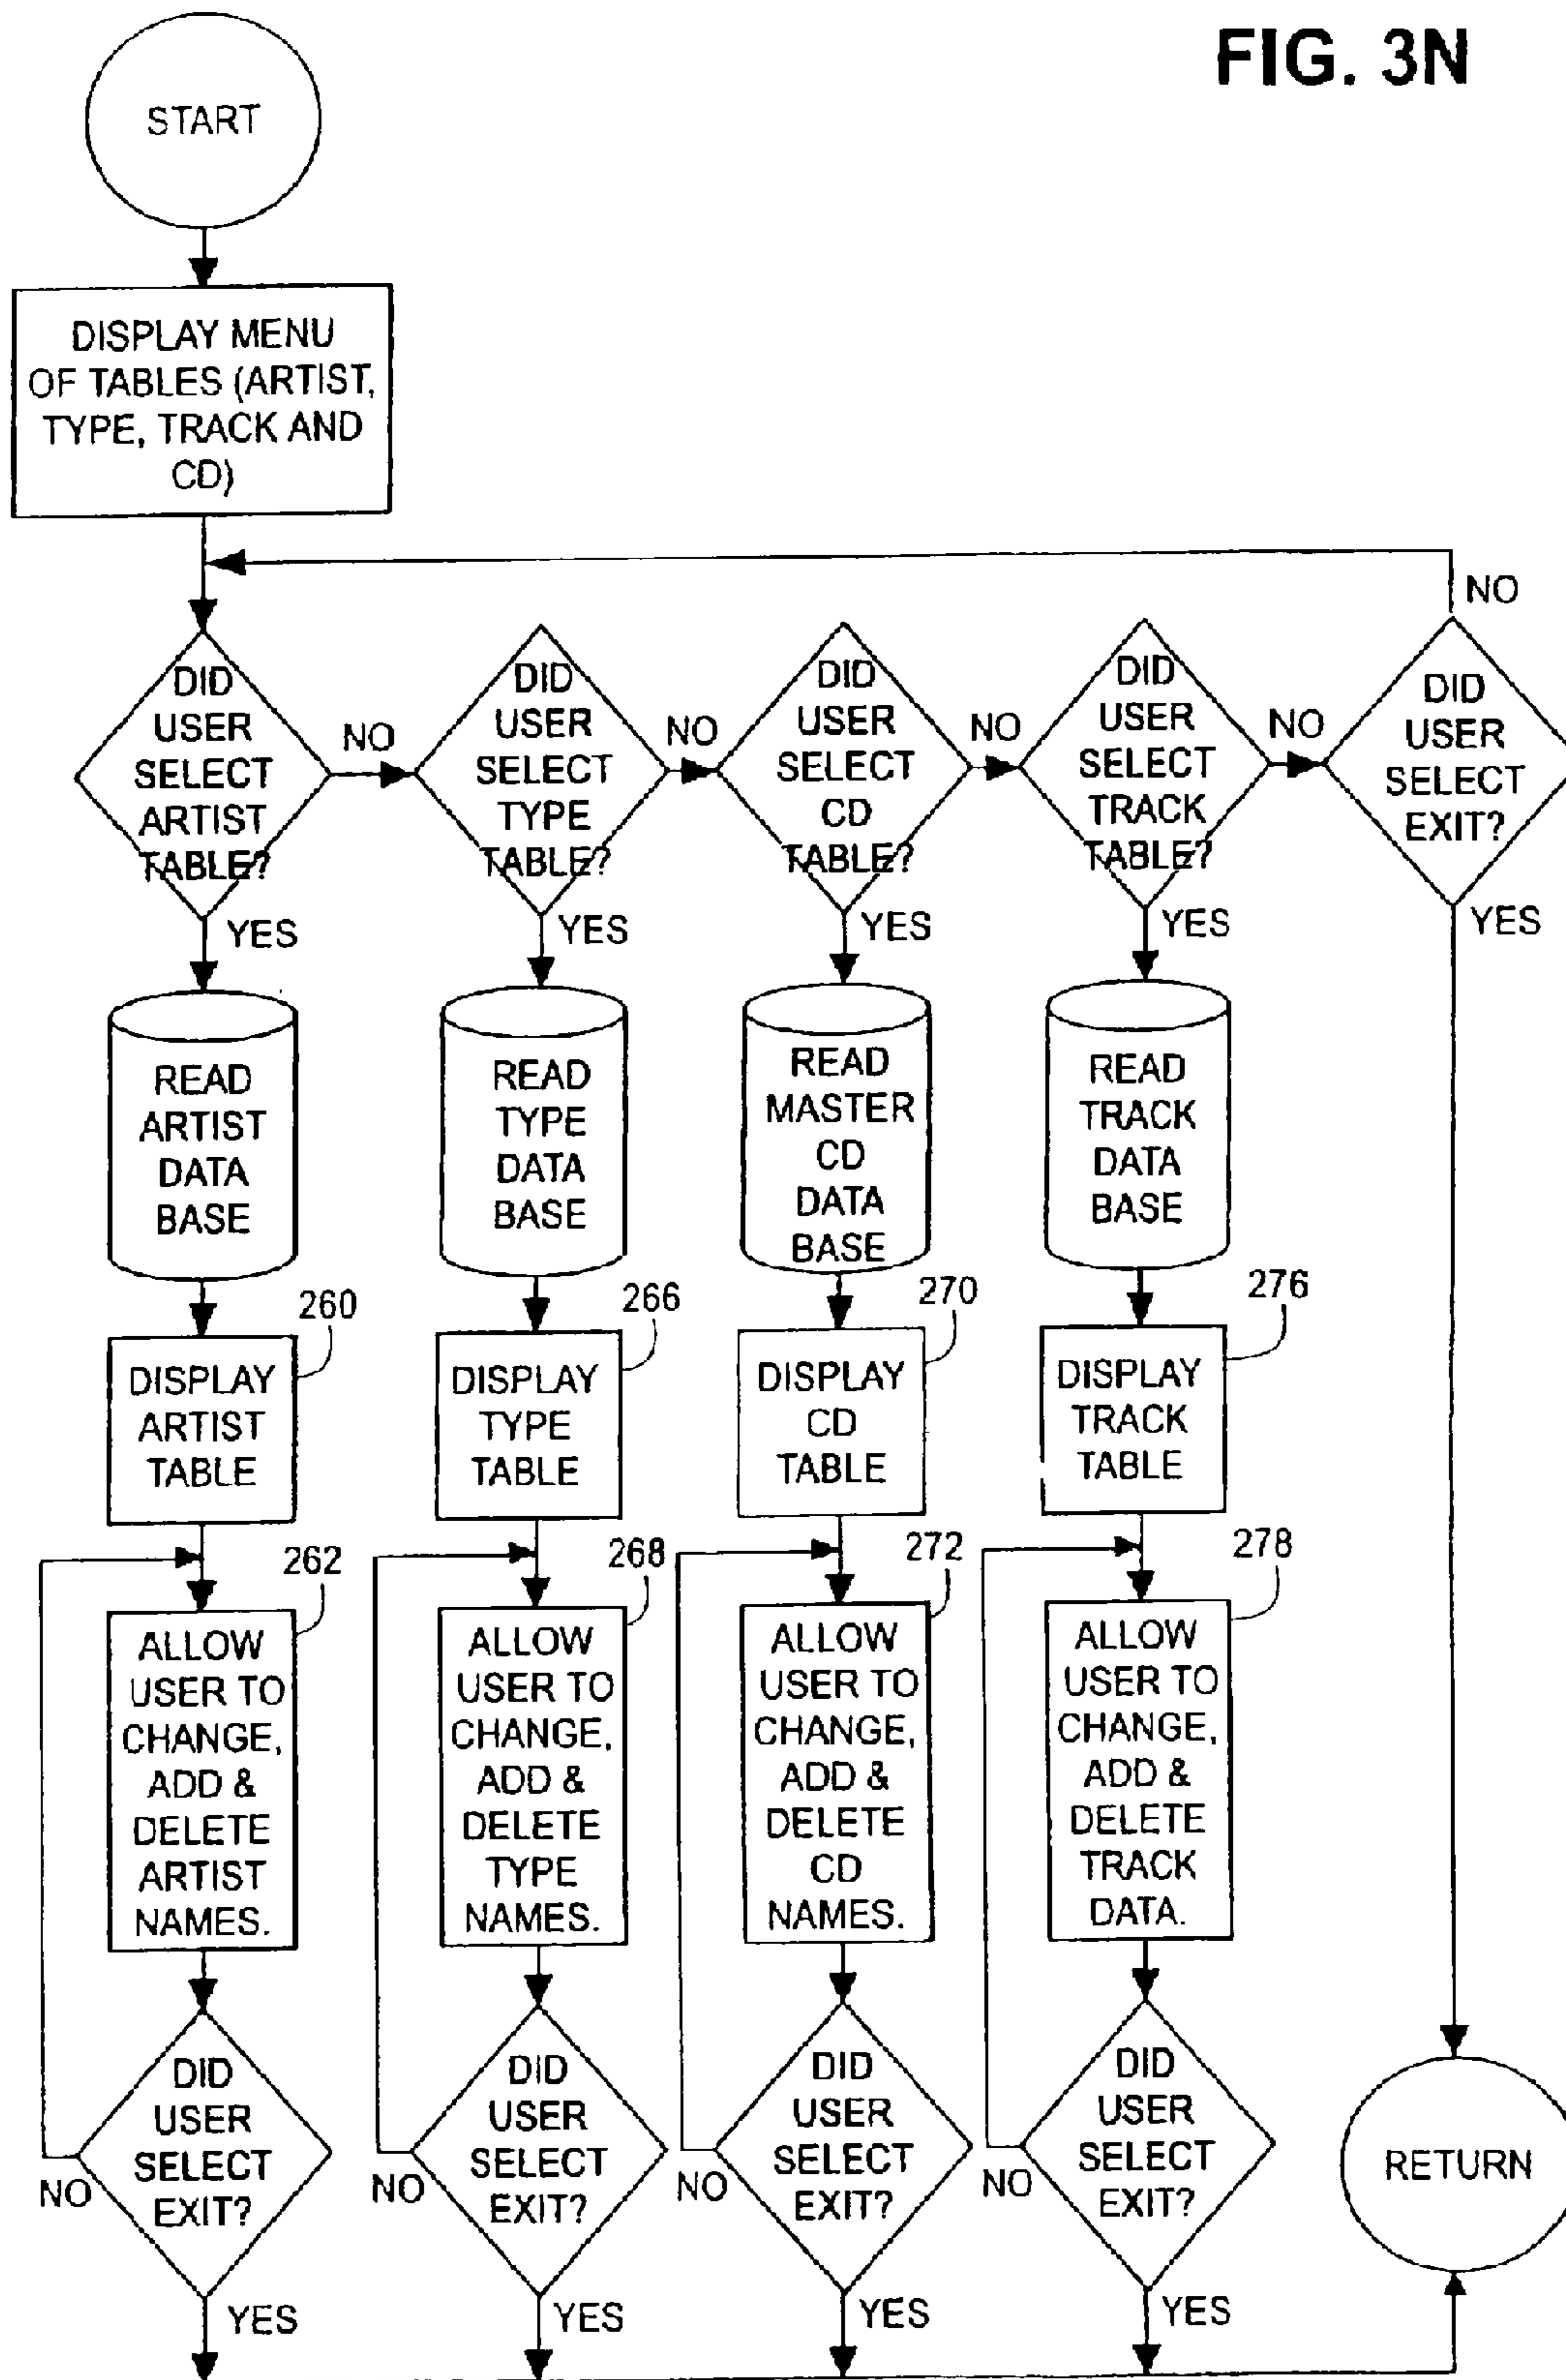 FIG. 3N
START
DISPLAY MENU
OF TABLES (ARTIST,
TYPE, TRACK AND
CD)
NO
DID
USER
SELECT
ARTIST
TABLE?
NO
DID
USER
SELECT
TYPE
TABLE?
NO
DID
USER
SELECT
CD
TABLE?
NO
DID
USER
SELECT
TRACK
TABLE?
NO
DID
USER
SELECT
EXIT?
YES
YES
YES
YES
YES
READ
ARTIST
DATA
BASE
READ
TYPE
DATA
BASE
READ
MASTER
CD
DATA
BASE
READ
TRACK
DATA
BASE
260
266
270
276
DISPLAY
ARTIST
TABLE
DISPLAY
TYPE
TABLE
DISPLAY
CD
TABLE
DISPLAY
TRACK
TABLE
262
268
272
278
ALLOW
USER TO
CHANGE,
ADD &
DELETE
ARTIST
NAMES.
ALLOW
USER TO
CHANGE,
ADD &
DELETE
TYPE
NAMES.
ALLOW
USER TO
CHANGE,
ADD &
DELETE
CD
NAMES.
ALLOW
USER TO
CHANGE,
ADD &
DELETE
TRACK
DATA.
DID
USER
SELECT
EXIT?
NO
DID
USER
SELECT
EXIT?
NO
DID
USER
SELECT
EXIT?
NO
DID
USER
SELECT
EXIT?
NO
RETURN
YES
YES
YES
YES